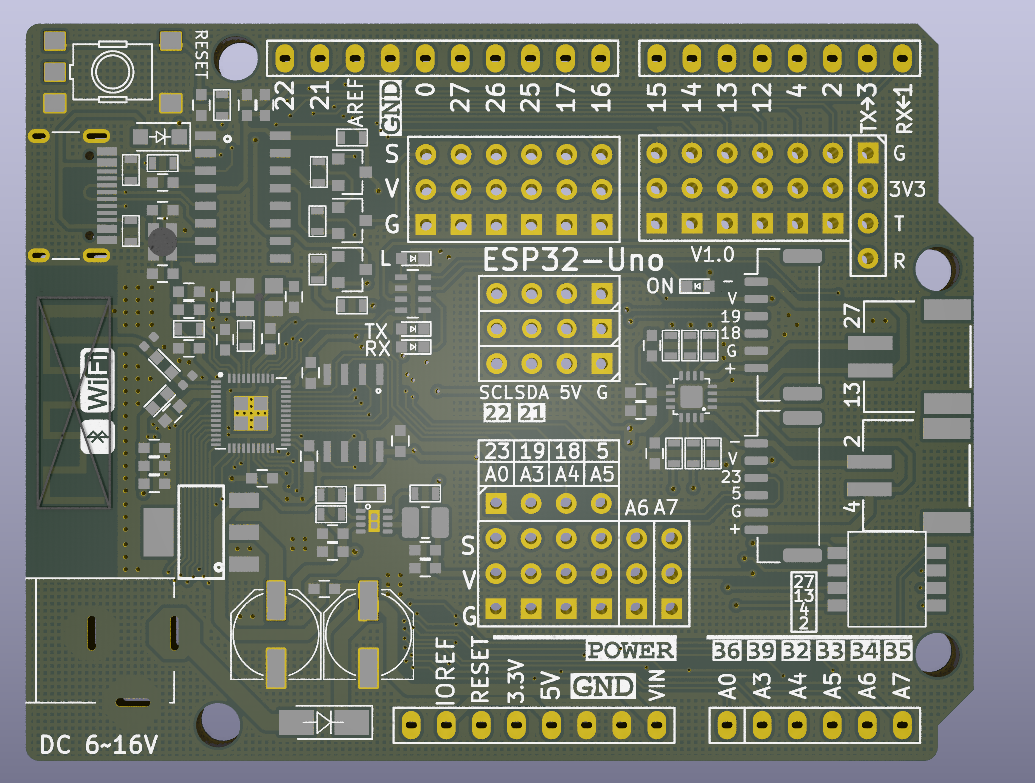 RESET
22 21 AREF GND 0 27 26 25 17 16
15 14 13 12 4 2 TX→3 RX←1
S
V
G
G
3V3
T
R
ESP32-Uno
V1.0
L
ON
TX
RX
-
V
19
18
G
+
27
13
SCL SDA 5V G
22 21
WiFi
-
V
23
5
G
+
2
4
23 19 18 5
A0 A3 A4 A5
A6 A7
S
V
G
27
13
4
2
POWER
IOREF RESET 3.3V 5V GND VIN
36 39 32 33 34 35
A0 A3 A4 A5 A6 A7
DC 6~16V